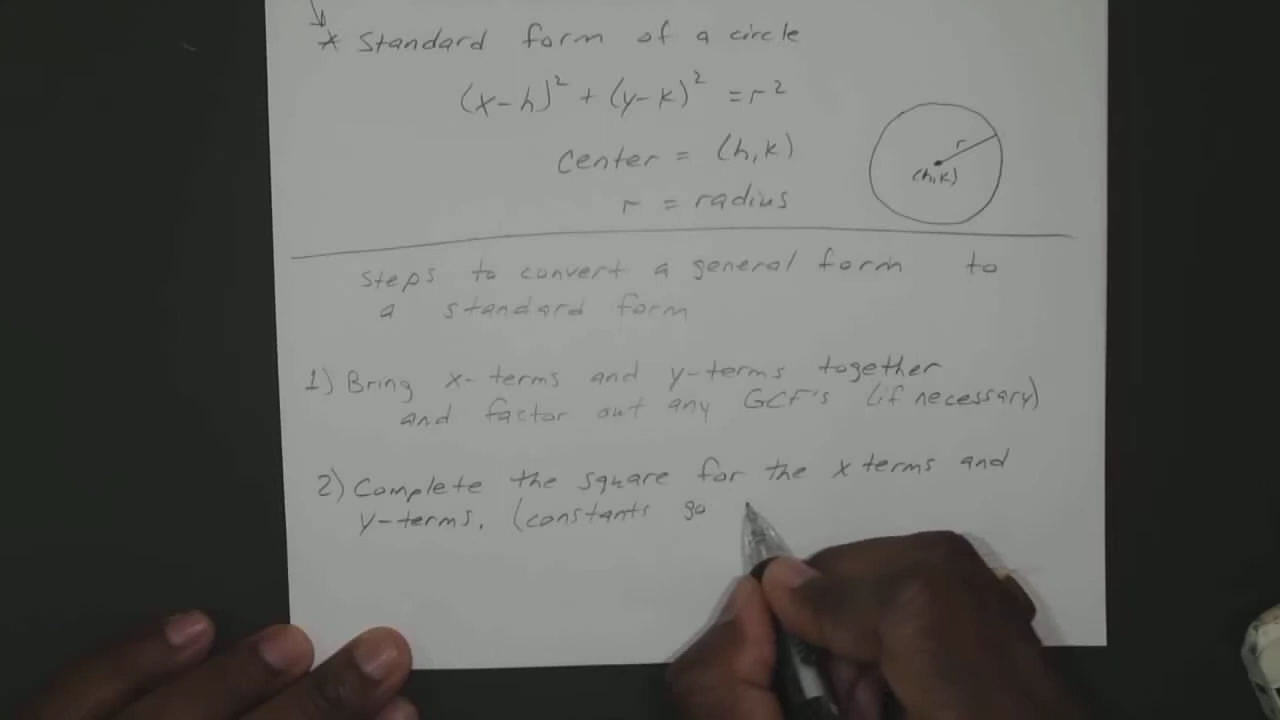 * Standard form of a circle
(x-h)² + (y-k)² = r²
center = (h,k)
r = radius
r
(h,k)
Steps to convert a general form to
a standard form
1) Bring x-terms and y-terms together
and factor out any GCF's (if necessary)
2) Complete the square for the x terms and
y-terms. (constants go